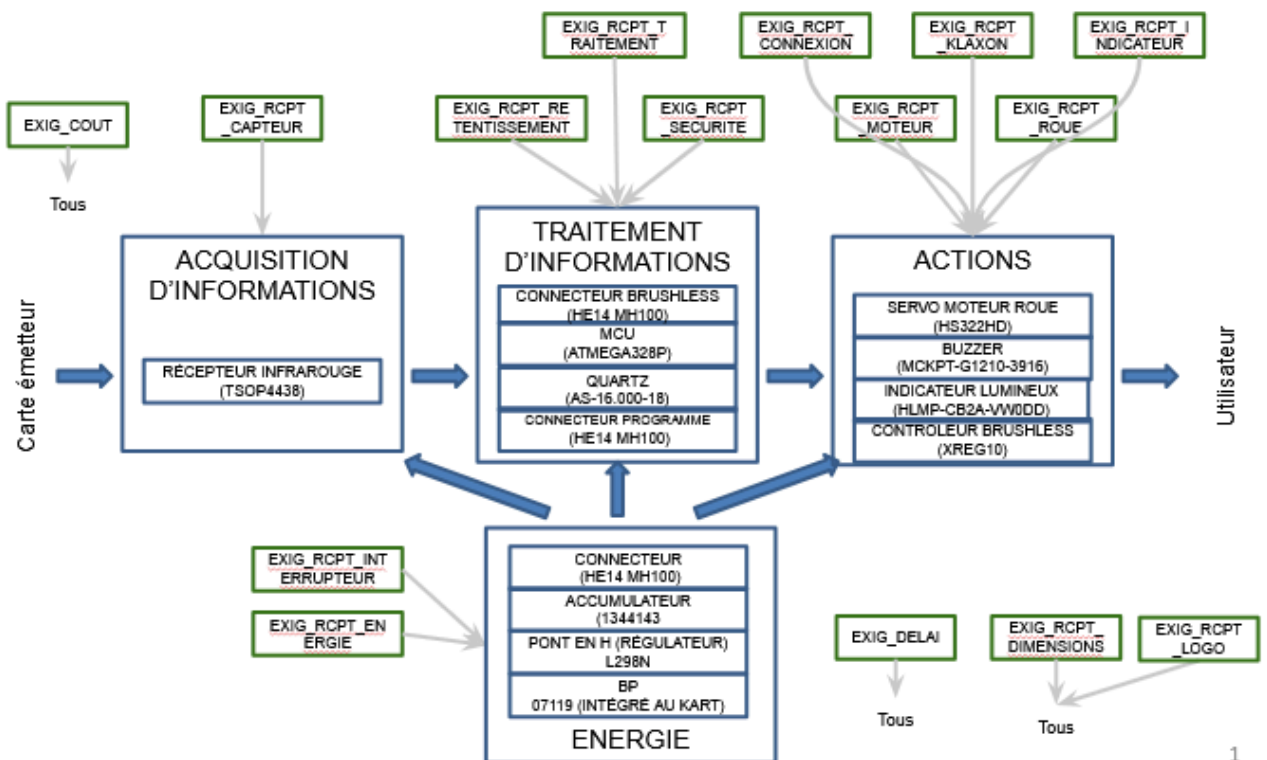 EXIG_RCPT_T
RAITEMENT
EXIG_RCPT_
CONNEXION
EXIG_RCPT
_KLAXON
EXIG_RCPT_I
NDICATEUR
EXIG_COUT
EXIG_RCPT
_CAPTEUR
EXIG_RCPT_RE
TENTISSEMENT
EXIG_RCPT
_SECURITE
EXIG_RCPT
_MOTEUR
EXIG_RCPT
_ROUE
Tous
ACQUISITION
D'INFORMATIONS
RÉCEPTEUR INFRAROUGE
(TSOP4438)
TRAITEMENT
D'INFORMATIONS
CONNECTEUR BRUSHLESS
(HE14 MH100)
MCU
(ATMEGA328P)
QUARTZ
(AS-16.000-18)
CONNECTEUR PROGRAMME
(HE14 MH100)
ACTIONS
SERVO MOTEUR ROUE
(HS322HD)
BUZZER
(MCKPT-G1210-3916)
INDICATEUR LUMINEUX
(HLMP-CB2A-VW0DD)
CONTROLEUR BRUSHLESS
(XREG10)
Carte émetteur
Utilisateur
EXIG_RCPT_INT
ERRUPTEUR
EXIG_RCPT_EN
ERGIE
CONNECTEUR
(HE14 MH100)
ACCUMULATEUR
(1344143
PONT EN H (RÉGULATEUR)
L298N
BP
07119 (INTÉGRÉ AU KART)
ENERGIE
EXIG_DELAI
EXIG_RCPT_
DIMENSIONS
EXIG_RCPT
_LOGO
Tous
Tous
1